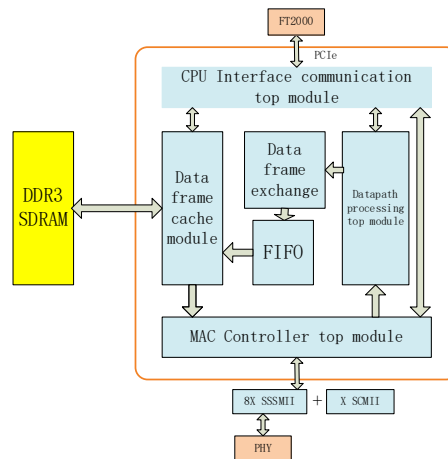 FT2000
PCIe
CPU Interface communication
top module
DDR3
SDRAM
Data
frame
cache
module
Data
frame
exchange
FIFO
Datapath
processing
top module
MAC Controller top module
8X SSSMII
+
X SCMII
PHY